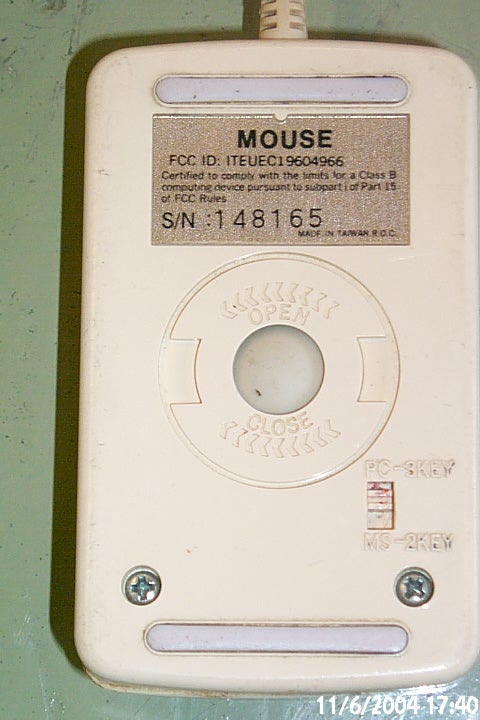 MOUSE
FCC ID: ITEUEC19604966
Certified to comply with the limits for a Class B
computing device pursuant to subpart j of Part 15
of FCC Rules
S/N :148165
MADE IN TAIWAN R.O.C.
OPEN
CLOSE
PC-3KEY
MS-2KEY
11/6/2004 17:40